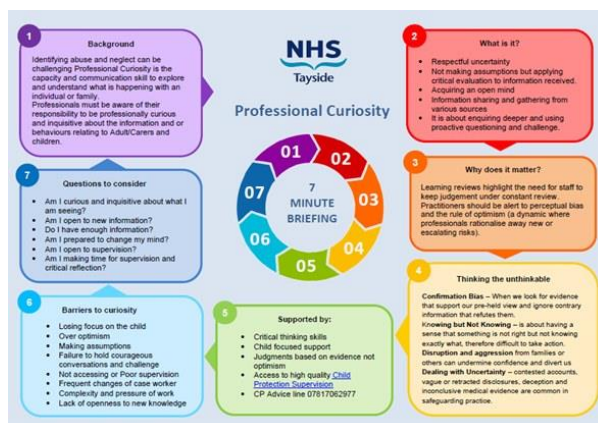 1
Background
Identifying abuse and neglect can be
challenging Professional Curiosity is
the capacity and communication skill to explore
and understand what is happening with an
individual or family.
Professionals must be aware of their
responsibility to be professionally curious
and inquisitive about the information and or
behaviours relating to Adult/Carers and
children.
NHS
Tayside
Professional Curiosity
2
What is it?
• Respectful uncertainty
• Not making assumptions but applying
critical evaluation to information received.
• Acquiring an open mind
• Information sharing and gathering from
various sources
• It is about enquiring deeper and using
proactive questioning and challenge.
01
02
03
04
05
06
07
7
MINUTE
BRIEFING
3
Why does it matter?
Learning reviews highlight the need for staff to
keep judgement under constant review.
Practitioners should be alert to perceptual bias
and the rule of optimism (a dynamic where
professionals rationalise away new or
escalating risks).
4
Thinking the unthinkable
Confirmation Bias – When we look for evidence
that support our pre-held view and ignore contrary
information that refutes them.
Knowing but Not Knowing – is about having a
sense that something is not right but not knowing
exactly what, therefore difficult to take action.
Disruption and aggression from families or
others can undermine confidence and divert us
Dealing with Uncertainty – contested accounts,
vague or retracted disclosures, deception and
inconclusive medical evidence are common in
safeguarding practice.
5
Supported by:
• Critical thinking skills
• Child focused support
• Judgments based on evidence not
optimism
• Access to high quality Child
Protection Supervision
• CP Advice line 07817062977
6
Barriers to curiosity
• Losing focus on the child
• Over optimism
• Making assumptions
• Failure to hold courageous
conversations and challenge
• Not accessing or Poor supervision
• Frequent changes of case worker
• Complexity and pressure of work
• Lack of openness to new knowledge
7
Questions to consider
• Am I curious and inquisitive about what I
am seeing?
• Am I open to new information?
• Do I have enough information?
• Am I prepared to change my mind?
• Am I open to supervision?
• Am I making time for supervision and
critical reflection?